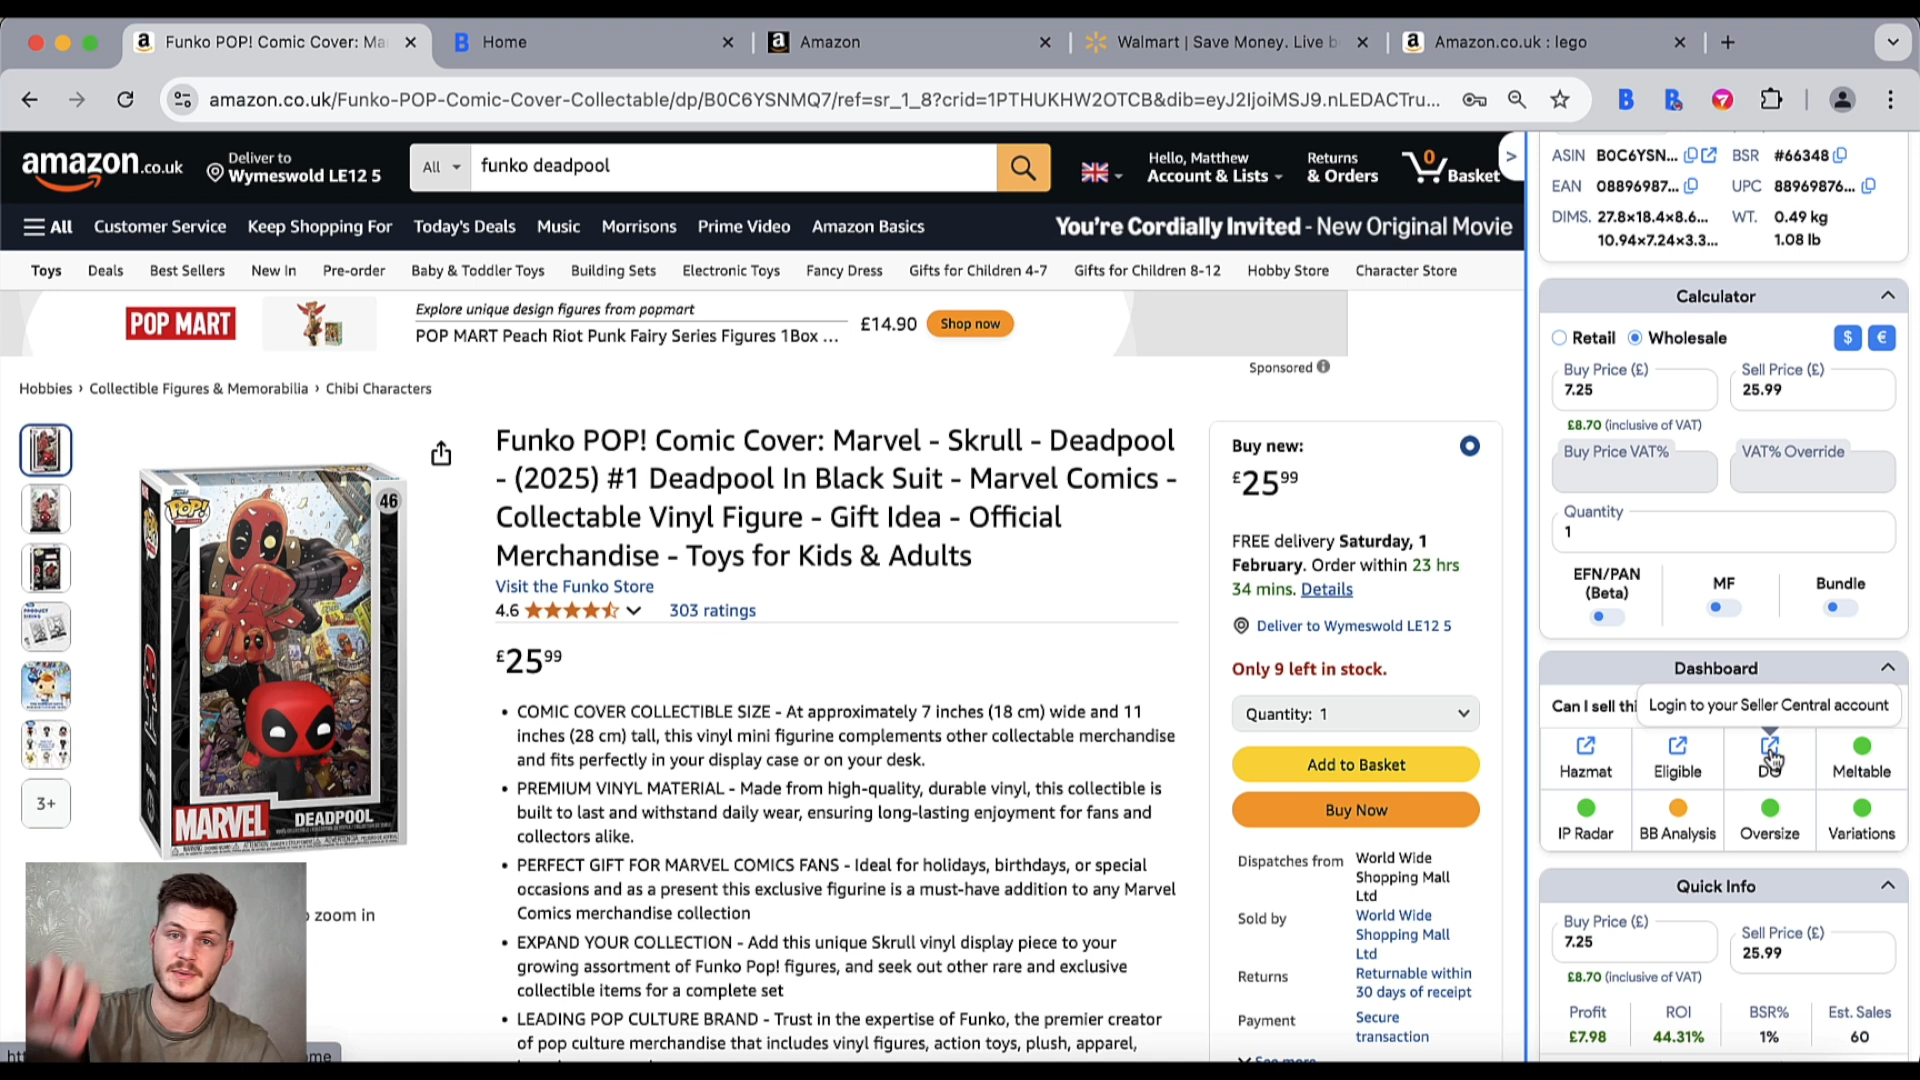 Funko POP! Comic Cover: Ma
Home
Amazon
Walmart | Save Money. Live b
Amazon.co.uk : lego
amazon.co.uk/Funko-POP-Comic-Cover-Collectable/dp/B0C6YSNMQ7/ref=sr_1_8?crid=1PTHUKHW2OTCB&dib=eyJ2IjoiMSJ9.nLEDACTru...
amazon.co.uk
Deliver to
Wymeswold LE12 5
All
funko deadpool
Hello, Matthew
Account & Lists
Returns
& Orders
0
Basket
All
Customer Service
Keep Shopping For
Today's Deals
Music
Morrisons
Prime Video
Amazon Basics
You're Cordially Invited - New Original Movie
Toys
Deals
Best Sellers
New In
Pre-order
Baby & Toddler Toys
Building Sets
Electronic Toys
Fancy Dress
Gifts for Children 4-7
Gifts for Children 8-12
Hobby Store
Character Store
POP MART
Explore unique design figures from popmart
POP MART Peach Riot Punk Fairy Series Figures 1Box ...
£14.90
Shop now
Sponsored
Hobbies › Collectible Figures & Memorabilia › Chibi Characters
POP!
46
MARVEL
DEADPOOL
3+
zoom in
Funko POP! Comic Cover: Marvel - Skrull - Deadpool
- (2025) #1 Deadpool In Black Suit - Marvel Comics -
Collectable Vinyl Figure - Gift Idea - Official
Merchandise - Toys for Kids & Adults
Visit the Funko Store
4.6
303 ratings
£25.99
• COMIC COVER COLLECTIBLE SIZE - At approximately 7 inches (18 cm) wide and 11
inches (28 cm) tall, this vinyl mini figurine complements other collectable merchandise
and fits perfectly in your display case or on your desk.
• PREMIUM VINYL MATERIAL - Made from high-quality, durable vinyl, this collectible is
built to last and withstand daily wear, ensuring long-lasting enjoyment for fans and
collectors alike.
• PERFECT GIFT FOR MARVEL COMICS FANS - Ideal for holidays, birthdays, or special
occasions and as a present this exclusive figurine is a must-have addition to any Marvel
Comics merchandise collection
• EXPAND YOUR COLLECTION - Add this unique Skrull vinyl display piece to your
growing assortment of Funko Pop! figures, and seek out other rare and exclusive
collectible items for a complete set
• LEADING POP CULTURE BRAND - Trust in the expertise of Funko, the premier creator
of pop culture merchandise that includes vinyl figures, action toys, plush, apparel,
Buy new:
£25.99
FREE delivery Saturday, 1
February. Order within 23 hrs
34 mins. Details
Deliver to Wymeswold LE12 5
Only 9 left in stock.
Quantity: 1
Add to Basket
Buy Now
Dispatches from
World Wide
Shopping Mall
Ltd
Sold by
World Wide
Shopping Mall
Ltd
Returns
Returnable within
30 days of receipt
Payment
Secure
transaction
See more
ASIN B0C6YSN...
BSR #66348
EAN 08896987...
UPC 88969876...
DIMS. 27.8×18.4×8.6...
10.94×7.24×3.3...
WT. 0.49 kg
1.08 lb
Calculator
Retail
Wholesale
$
€
Buy Price (£)
7.25
Sell Price (£)
25.99
£8.70 (inclusive of VAT)
Buy Price VAT%
VAT% Override
Quantity
1
EFN/PAN
(Beta)
MF
Bundle
Dashboard
Can I sell thi
Login to your Seller Central account
Hazmat
Eligible
Meltable
IP Radar
BB Analysis
Oversize
Variations
Quick Info
Buy Price (£)
7.25
Sell Price (£)
25.99
£8.70 (inclusive of VAT)
Profit
£7.98
ROI
44.31%
BSR%
1%
Est. Sales
60